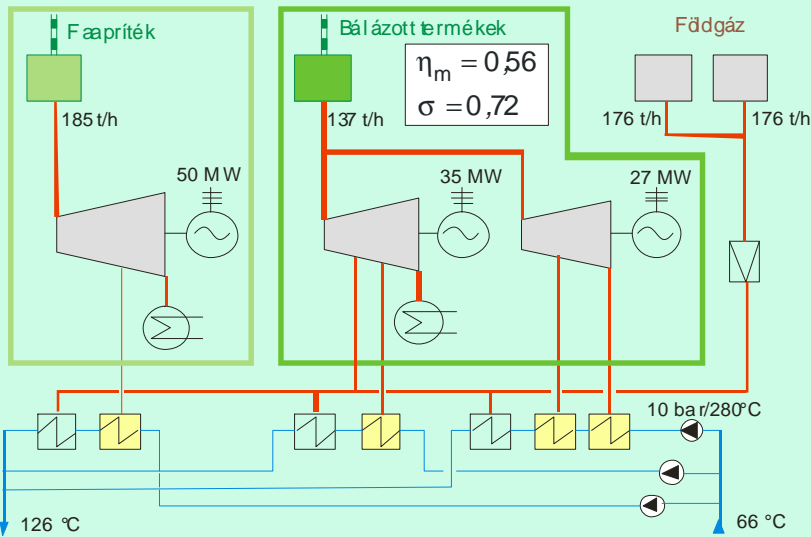 Faapríték
Bálázott termékek
Földgáz
η_m = 0,56
σ = 0,72
185 t/h
137 t/h
176 t/h
176 t/h
50 MW
35 MW
27 MW
10 bar/280°C
126 °C
66 °C